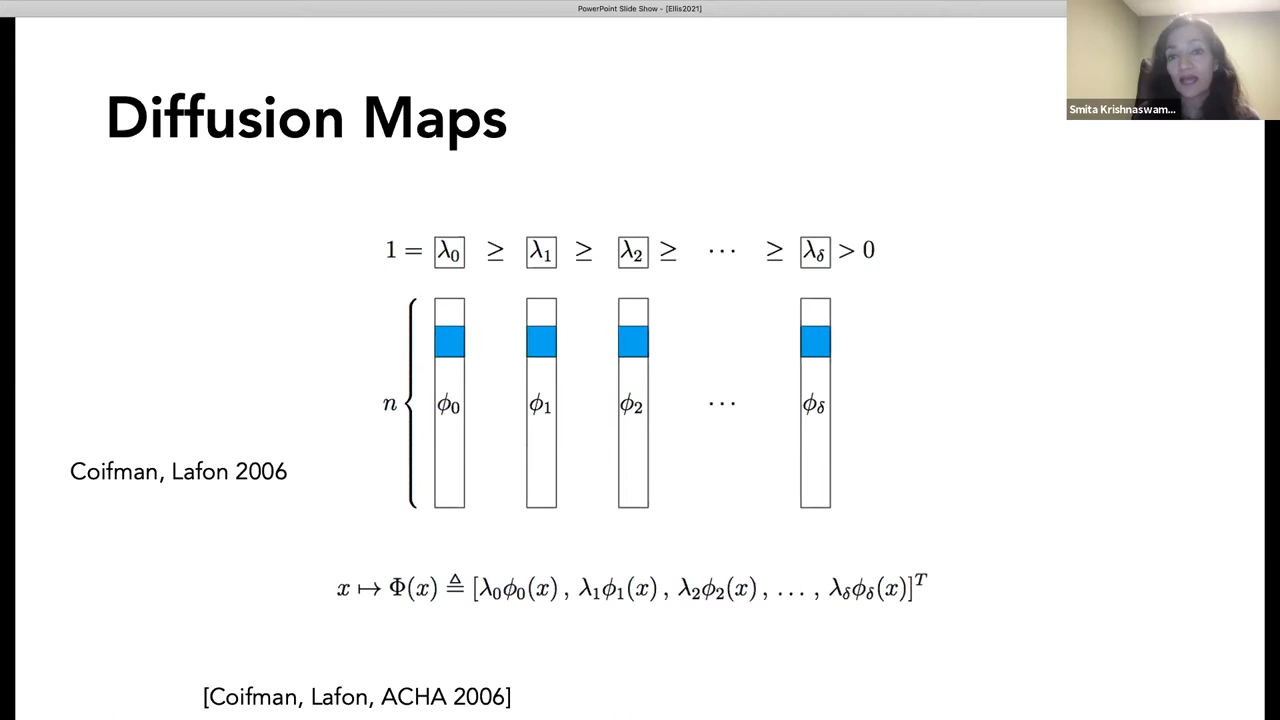 PowerPoint Slide Show - [Ellis2021]
Smita Krishnaswam...
Diffusion Maps
1 = λ₀ ≥ λ₁ ≥ λ₂ ≥ ⋯ ≥ λδ > 0
n { ϕ₀ ϕ₁ ϕ₂ ⋯ ϕδ
Coifman, Lafon 2006
x ↦ Φ(x) ≜ [λ₀ϕ₀(x) , λ₁ϕ₁(x) , λ₂ϕ₂(x) , … , λδϕδ(x)]ᵀ
[Coifman, Lafon, ACHA 2006]